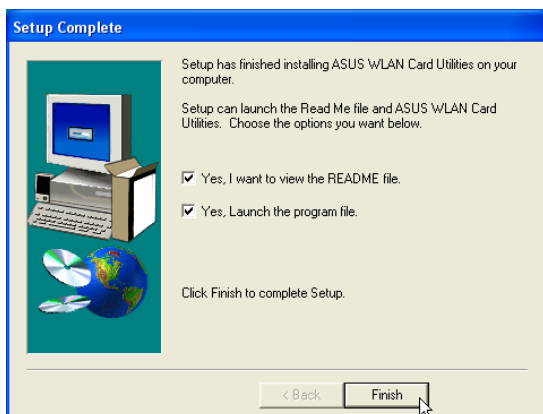 Setup Complete
Setup has finished installing ASUS WLAN Card Utilities on your
computer.
Setup can launch the Read Me file and ASUS WLAN Card
Utilities.  Choose the options you want below.
Yes, I want to view the README file.
Yes, Launch the program file.
Click Finish to complete Setup.
< Back Finish